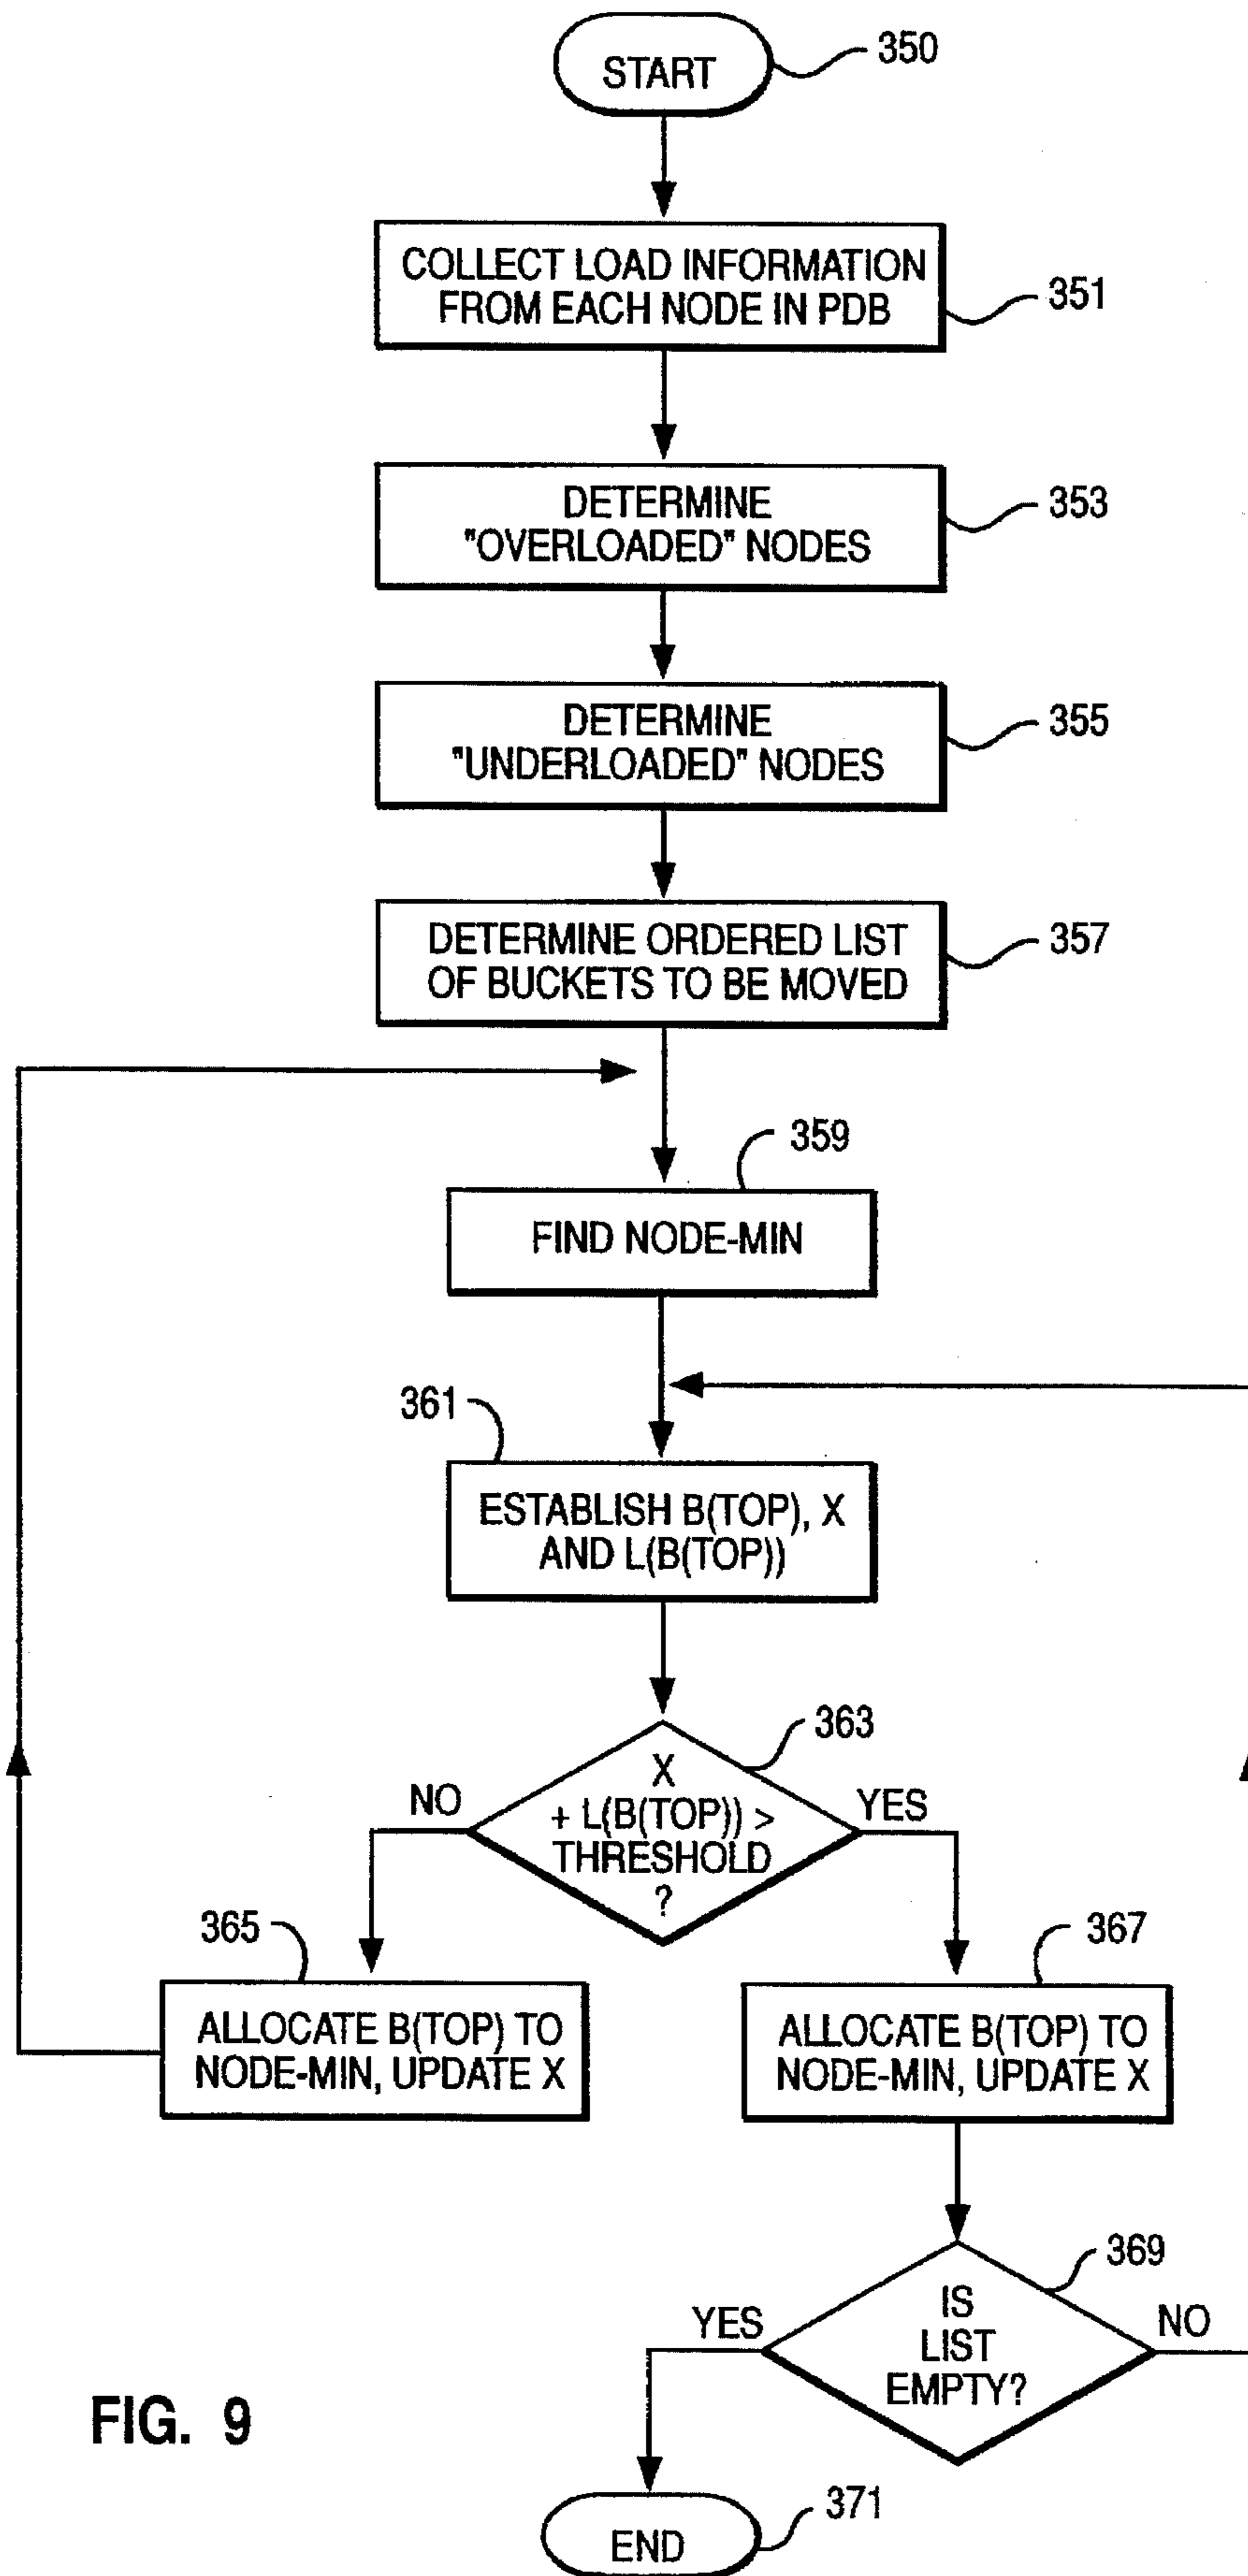 START
350
COLLECT LOAD INFORMATION
FROM EACH NODE IN PDB
351
DETERMINE
"OVERLOADED" NODES
353
DETERMINE
"UNDERLOADED" NODES
355
DETERMINE ORDERED LIST
OF BUCKETS TO BE MOVED
357
359
FIND NODE-MIN
361
ESTABLISH B(TOP), X
AND L(B(TOP))
363
X
+ L(B(TOP)) >
THRESHOLD
?
NO
YES
365
ALLOCATE B(TOP) TO
NODE-MIN, UPDATE X
367
ALLOCATE B(TOP) TO
NODE-MIN, UPDATE X
369
IS
LIST
EMPTY?
YES
NO
FIG. 9
371
END